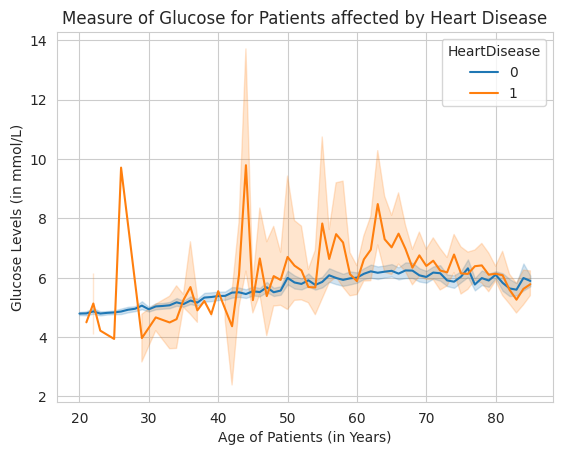 Measure of Glucose for Patients affected by Heart Disease
14
12
10
8
6
4
2
Glucose Levels (in mmol/L)
HeartDisease
0
1
20 30 40 50 60 70 80
Age of Patients (in Years)